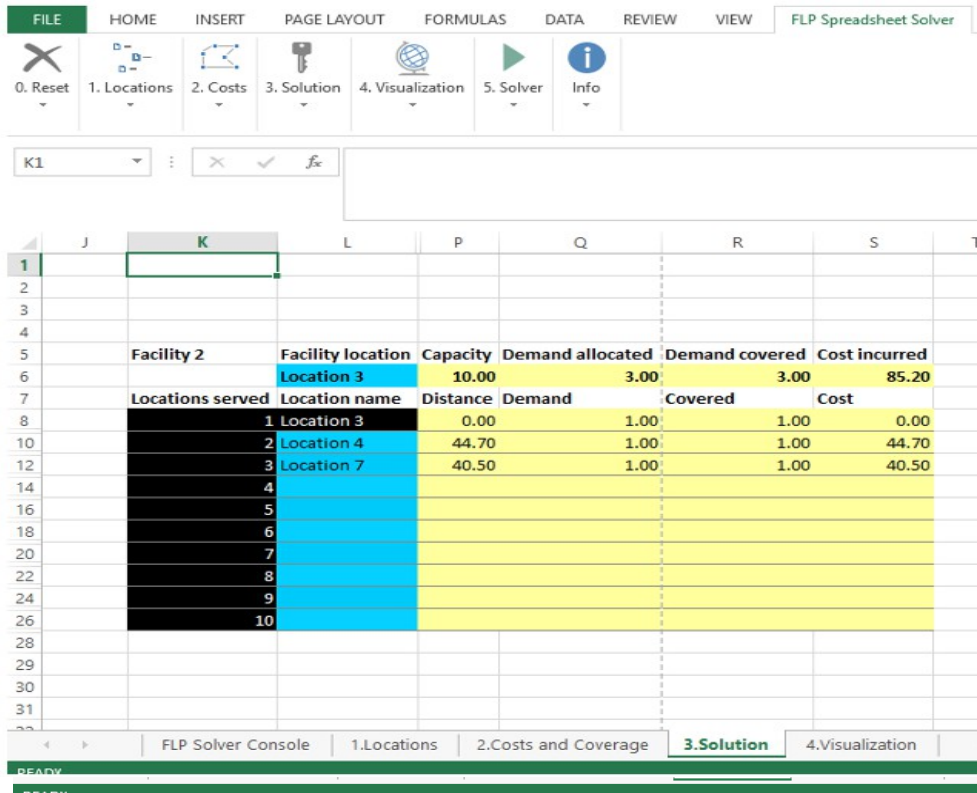 FILE HOME INSERT PAGE LAYOUT FORMULAS DATA REVIEW VIEW FLP Spreadsheet Solver
0. Reset 1. Locations 2. Costs 3. Solution 4. Visualization 5. Solver Info
K1 fx
J K L P Q R S
1
2
3
4
5 Facility 2 Facility location Capacity Demand allocated Demand covered Cost incurred
6 Location 3 10.00 3.00 3.00 85.20
7 Locations served Location name Distance Demand Covered Cost
8 1 Location 3 0.00 1.00 1.00 0.00
10 2 Location 4 44.70 1.00 1.00 44.70
12 3 Location 7 40.50 1.00 1.00 40.50
14 4
16 5
18 6
20 7
22 8
24 9
26 10
28
29
30
31
FLP Solver Console 1.Locations 2.Costs and Coverage 3.Solution 4.Visualization
READY